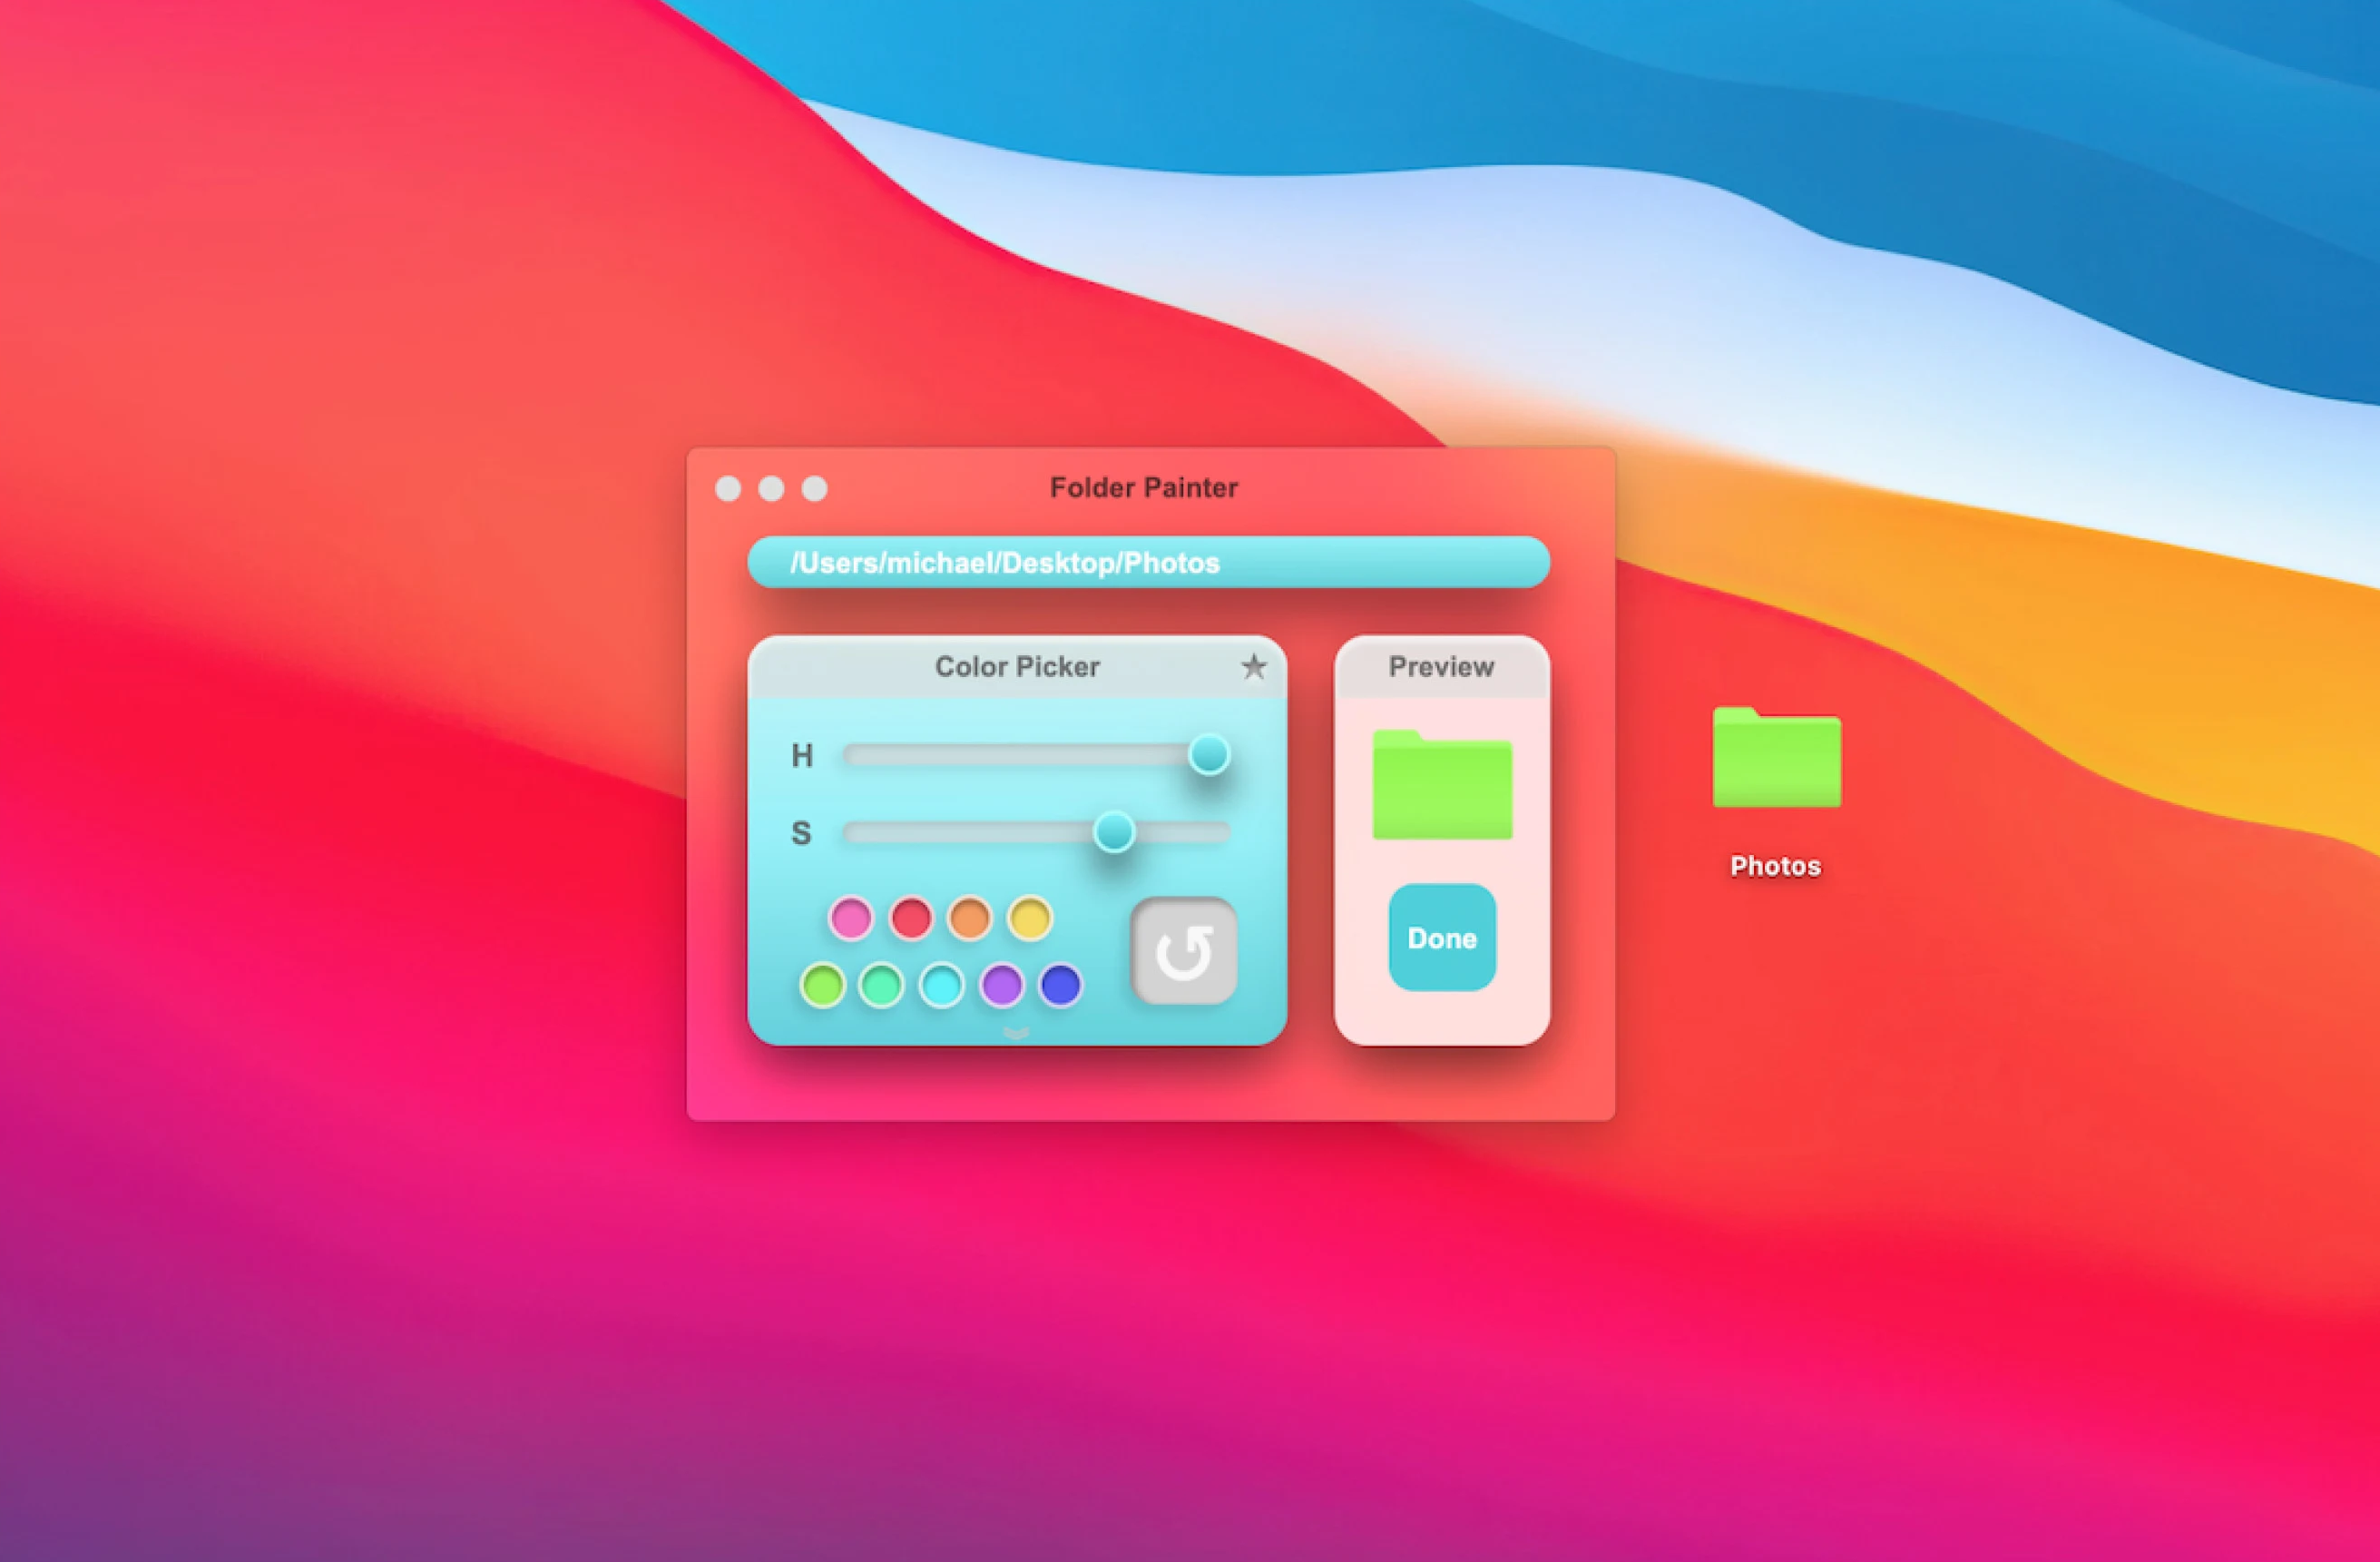 Folder Painter
/Users/michael/Desktop/Photos
Color Picker
Preview
H
S
Done
Photos